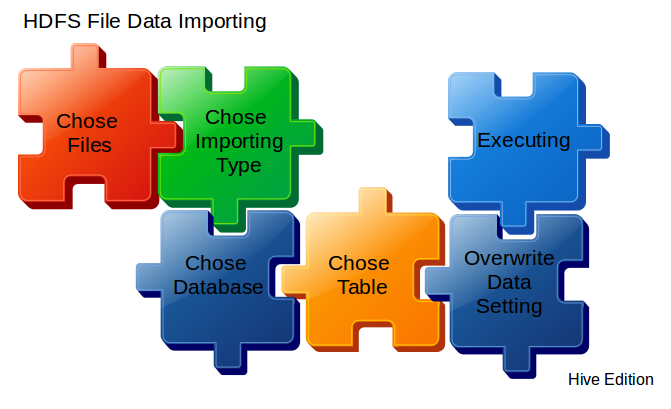 HDFS File Data Importing
Chose
Files
Chose
Importing
Type
Chose
Database
Chose
Table
Overwrite
Data
Setting
Executing
Hive Edition